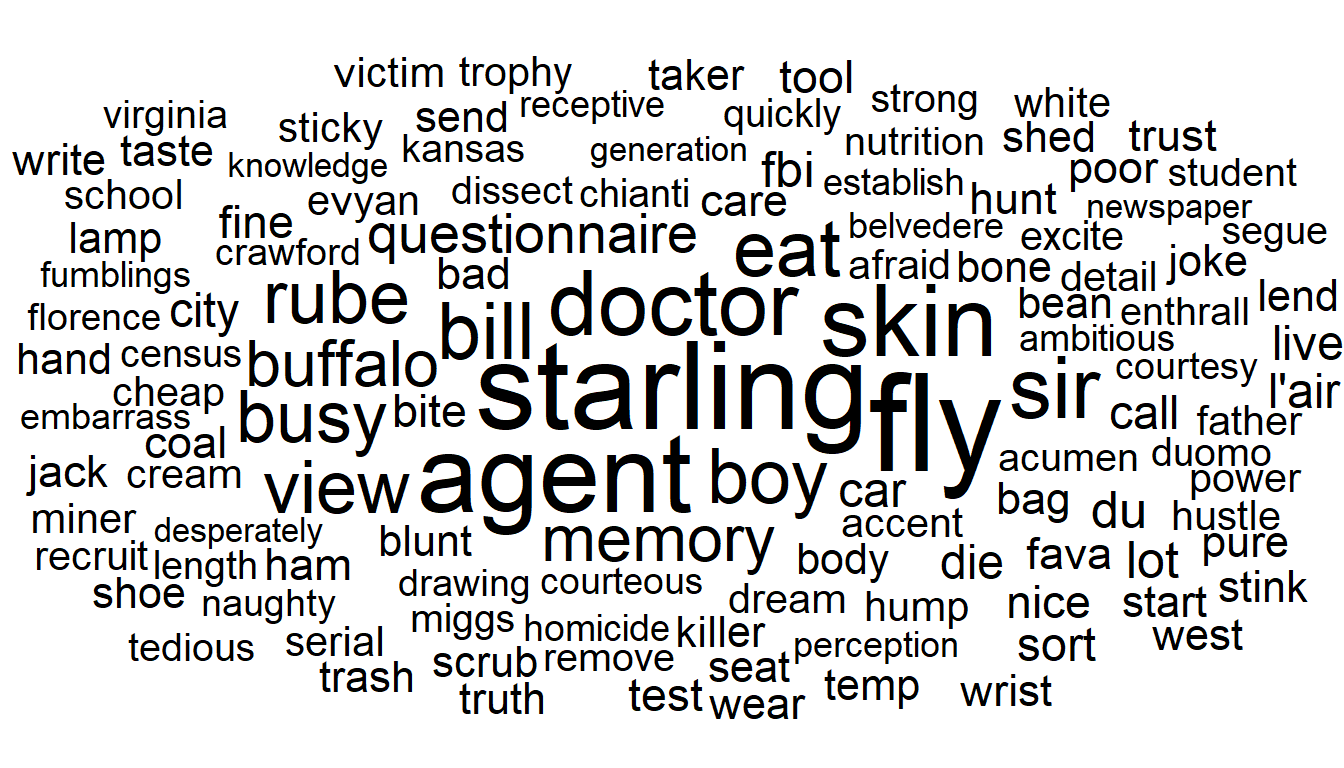 victim trophy taker tool
virginia sticky send receptive quickly strong white
write taste knowledge kansas generation fbi nutrition shed trust
school evyan dissect chianti care establish hunt poor student
lamp fine crawford questionnaire eat belvedere excite newspaper segue
fumblings bad afraid bone detail joke
florence city rube bill doctor skin bean enthrall lend
hand census buffalo starling fly sir ambitious courtesy live
cheap busy bite call father l'air
embarrass coal
jack cream view agent boy car acumen duomo power
miner desperately blunt memory accent bag du hustle
recruit length ham body die fava lot pure
shoe naughty drawing courteous dream hump nice start stink
tedious serial miggs homicide killer perception sort west
trash scrub remove seat temp wrist
truth test wear